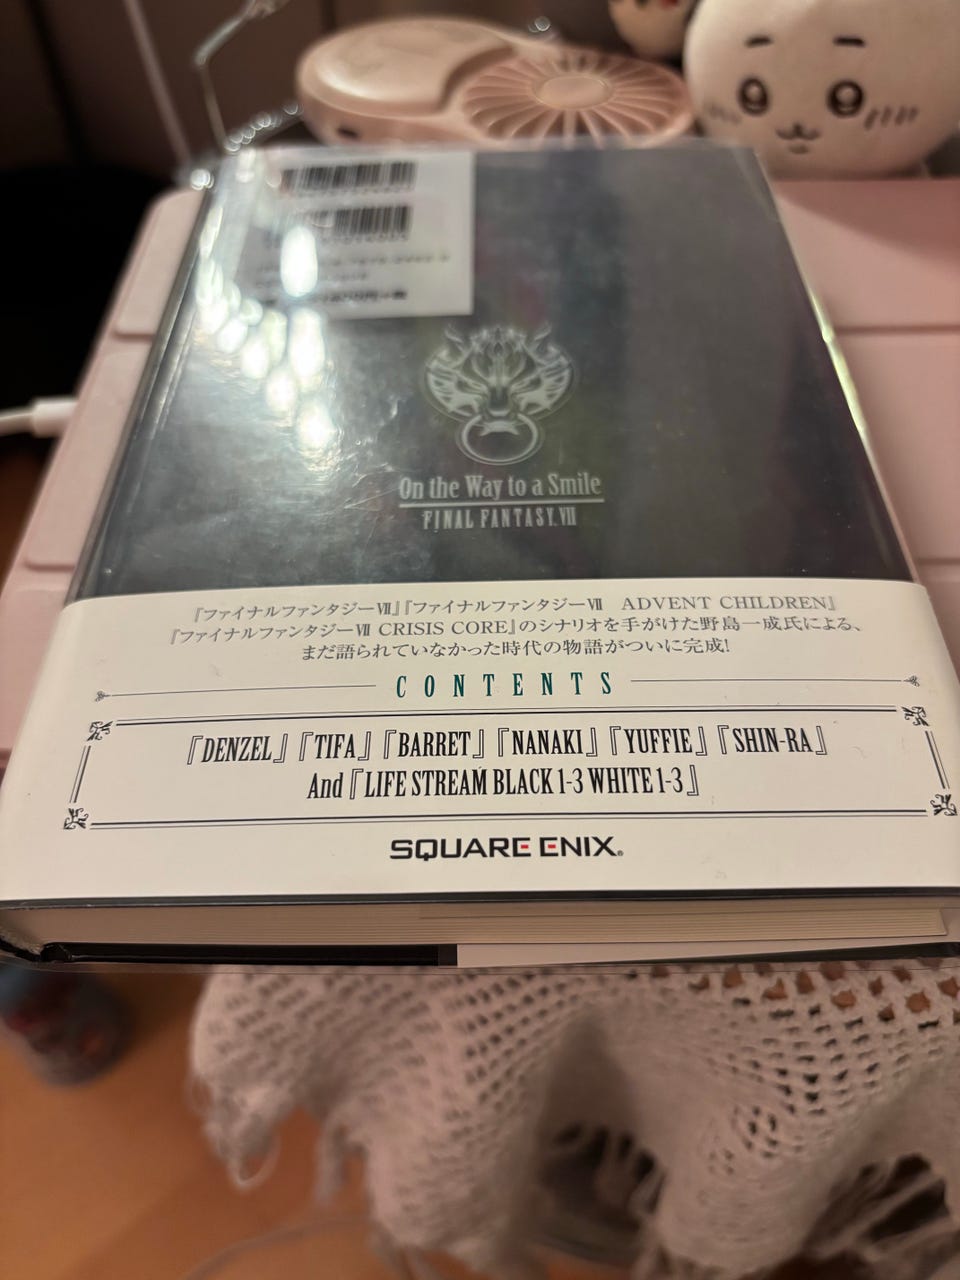 On the Way to a Smile
FINAL FANTASY VII
『ファイナルファンタジーⅦ』『ファイナルファンタジーⅦ ADVENT CHILDREN』
『ファイナルファンタジーⅦ CRISIS CORE』のシナリオを手がけた野島一成氏による、
まだ語られていなかった時代の物語がついに完成!
CONTENTS
『DENZEL』『TIFA』『BARRET』『NANAKI』『YUFFIE』『SHIN-RA』
And『LIFE STREAM BLACK 1-3 WHITE 1-3』
SQUARE ENIX.